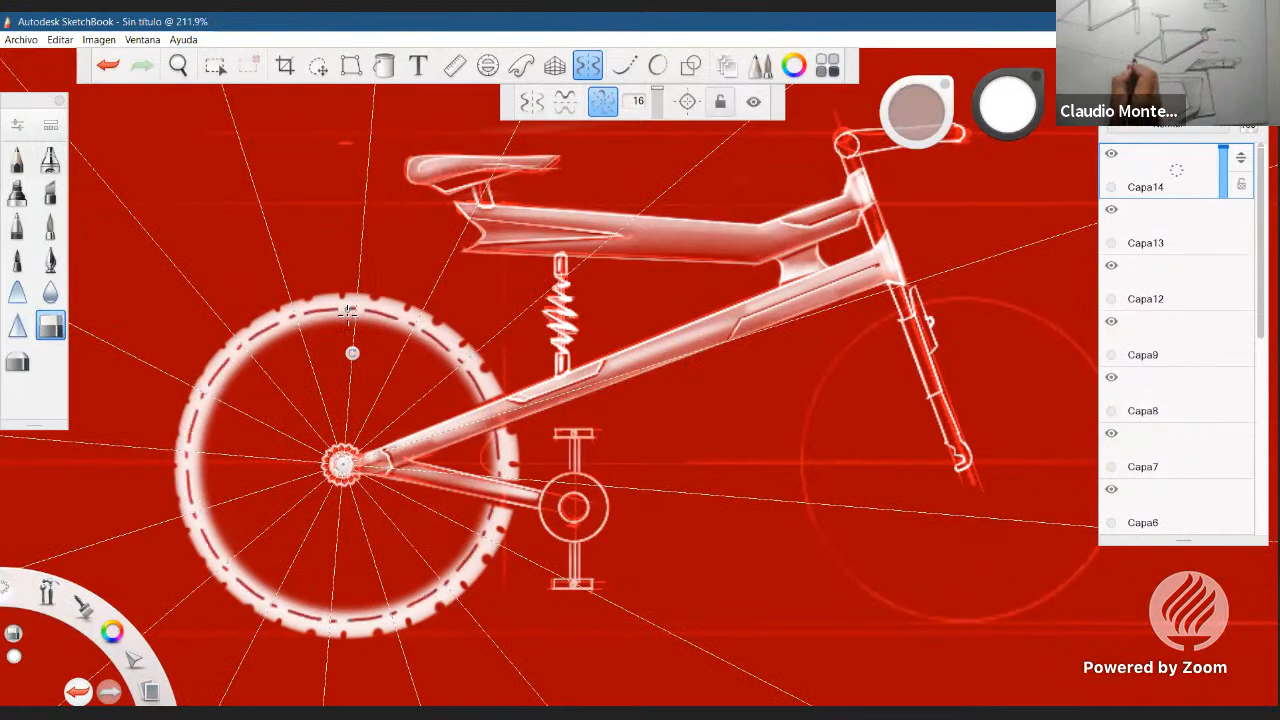 Autodesk SketchBook - Sin título @ 211.9%
Archivo Editar Imagen Ventana Ayuda
T
16
Claudio Monte...
Capa14
Capa13
Capa12
Capa9
Capa8
Capa7
Capa6
Powered by Zoom